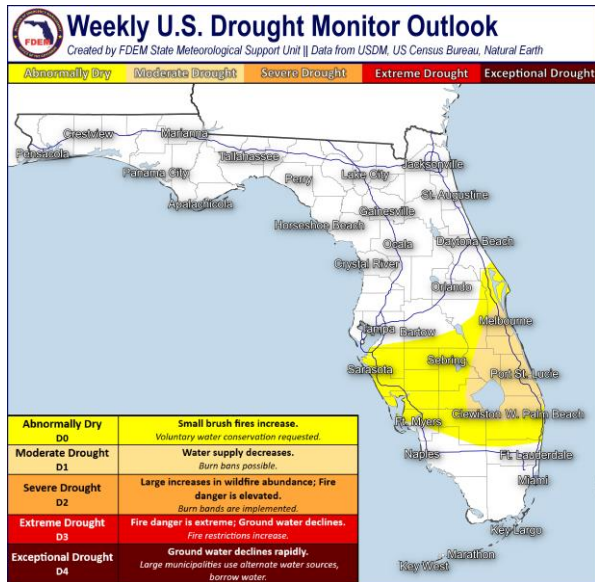 FDEM
Weekly U.S. Drought Monitor Outlook
Created by FDEM State Meteorological Support Unit || Data from USDM, US Census Bureau, Natural Earth
Abnormally Dry Moderate Drought Severe Drought Extreme Drought Exceptional Drought
Crestview Marianna
Pensacola Tallahassee Jacksonville
Panama City Perry Lake City
St. Augustine
Apalachicola
Gainesville
Horseshoe Beach
Ocala Daytona Beach
Crystal River
Orlando
Melbourne
Tampa Bartow
Sarasota Sebring
Port St. Lucie
Ft. Myers Clewiston W. Palm Beach
Naples Ft. Lauderdale
Miami
Key Largo
Marathon
Key West
Abnormally Dry
D0
Small brush fires increase.
Voluntary water conservation requested.
Moderate Drought
D1
Water supply decreases.
Burn bans possible.
Severe Drought
D2
Large increases in wildfire abundance; Fire
danger is elevated.
Burn bands are implemented.
Extreme Drought
D3
Fire danger is extreme; Ground water declines.
Fire restrictions increase.
Exceptional Drought
D4
Ground water declines rapidly.
Large municipalities use alternate water sources,
borrow water.